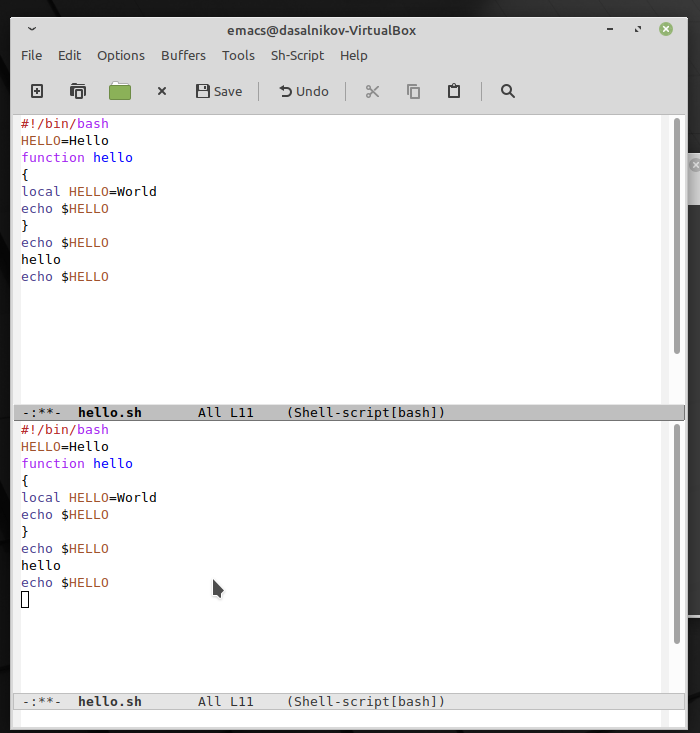 emacs@dasalnikov-VirtualBox
File Edit Options Buffers Tools Sh-Script Help
Save Undo
#!/bin/bash
HELLO=Hello
function hello
{
local HELLO=World
echo $HELLO
}
echo $HELLO
hello
echo $HELLO
-:**-  hello.sh       All L11    (Shell-script[bash])
#!/bin/bash
HELLO=Hello
function hello
{
local HELLO=World
echo $HELLO
}
echo $HELLO
hello
echo $HELLO
-:**-  hello.sh       All L11    (Shell-script[bash])